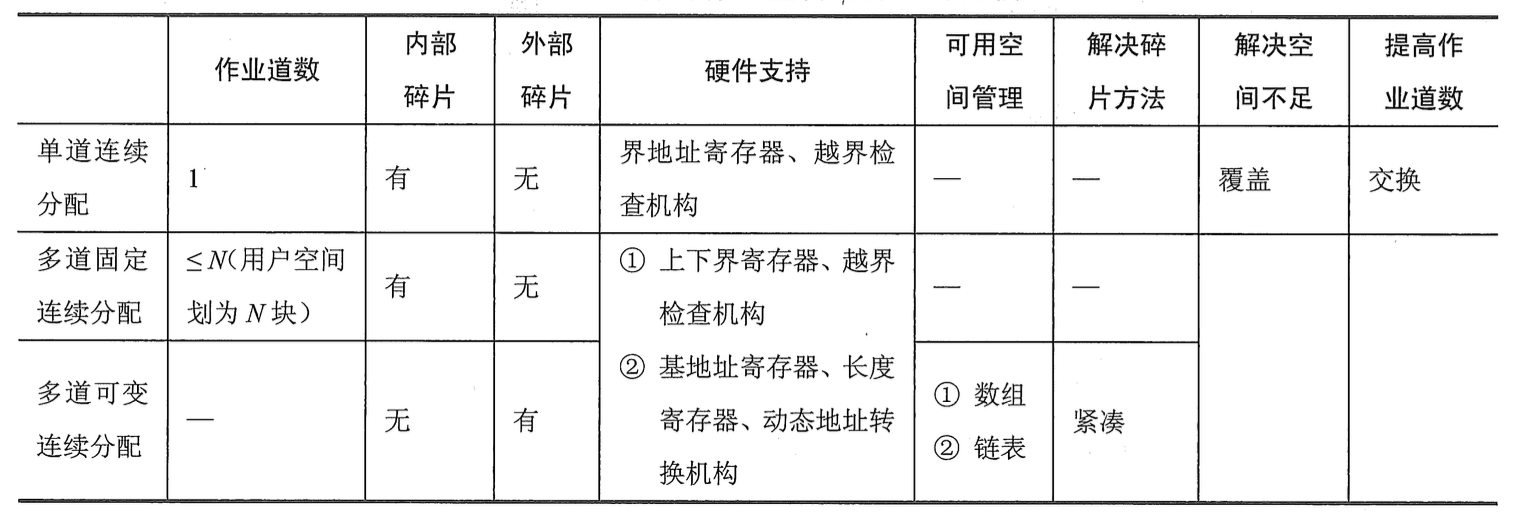 作业道数
内部
碎片
外部
碎片
硬件支持
可用空
间管理
解决碎
片方法
解决空
间不足
提高作
业道数
单道连续
分配
1
有
无
界地址寄存器、越界检
查机构
—
—
覆盖
交换
多道固定
连续分配
≤N(用户空间
划为N块)
有
无
① 上下界寄存器、越界
检查机构
② 基地址寄存器、长度
寄存器、动态地址转
换机构
—
—
多道可变
连续分配
—
无
有
① 数组
② 链表
紧凑